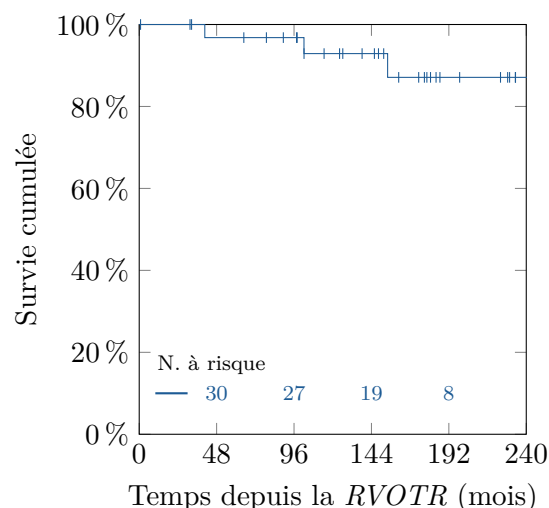 100 %
80 %
60 %
40 %
20 %
0 %
Survie cumulée
N. à risque
30 27 19 8
0 48 96 144 192 240
Temps depuis la RVOTR (mois)